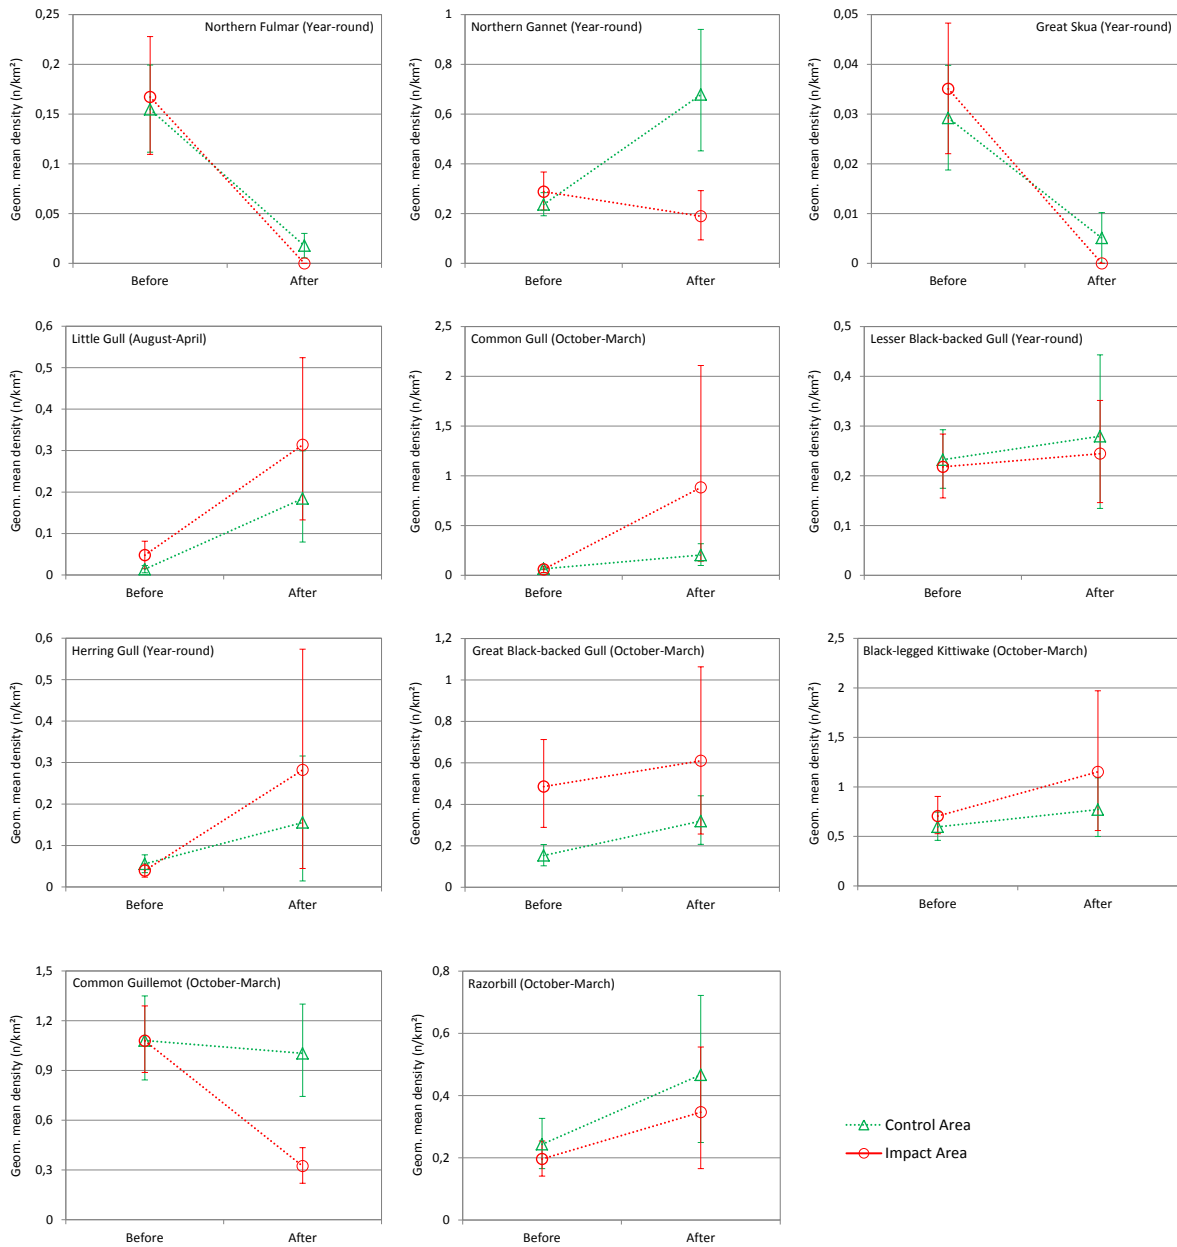 Northern Fulmar (Year-round)
Geom. mean density (n/km²)
0,25
0,2
0,15
0,1
0,05
0
Before
After
Northern Gannet (Year-round)
Geom. mean density (n/km²)
1
0,8
0,6
0,4
0,2
0
Before
After
Great Skua (Year-round)
Geom. mean density (n/km²)
0,05
0,04
0,03
0,02
0,01
0
Before
After
Little Gull (August-April)
Geom. mean density (n/km²)
0,6
0,5
0,4
0,3
0,2
0,1
0
Before
After
Common Gull (October-March)
Geom. mean density (n/km²)
2,5
2
1,5
1
0,5
0
Before
After
Lesser Black-backed Gull (Year-round)
Geom. mean density (n/km²)
0,5
0,4
0,3
0,2
0,1
0
Before
After
Herring Gull (Year-round)
Geom. mean density (n/km²)
0,6
0,5
0,4
0,3
0,2
0,1
0
Before
After
Great Black-backed Gull (October-March)
Geom. mean density (n/km²)
1,2
1
0,8
0,6
0,4
0,2
0
Before
After
Black-legged Kittiwake (October-March)
Geom. mean density (n/km²)
2,5
2
1,5
1
0,5
0
Before
After
Common Guillemot (October-March)
Geom. mean density (n/km²)
1,5
1,2
0,9
0,6
0,3
0
Before
After
Razorbill (October-March)
Geom. mean density (n/km²)
0,8
0,6
0,4
0,2
0
Before
After
Control Area
Impact Area